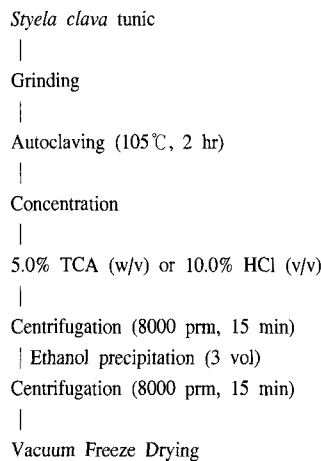 Styela clava tunic
Grinding
Autoclaving (105℃, 2 hr)
Concentration
5.0% TCA (w/v) or 10.0% HCl (v/v)
Centrifugation (8000 prm, 15 min)
Ethanol precipitation (3 vol)
Centrifugation (8000 prm, 15 min)
Vacuum Freeze Drying